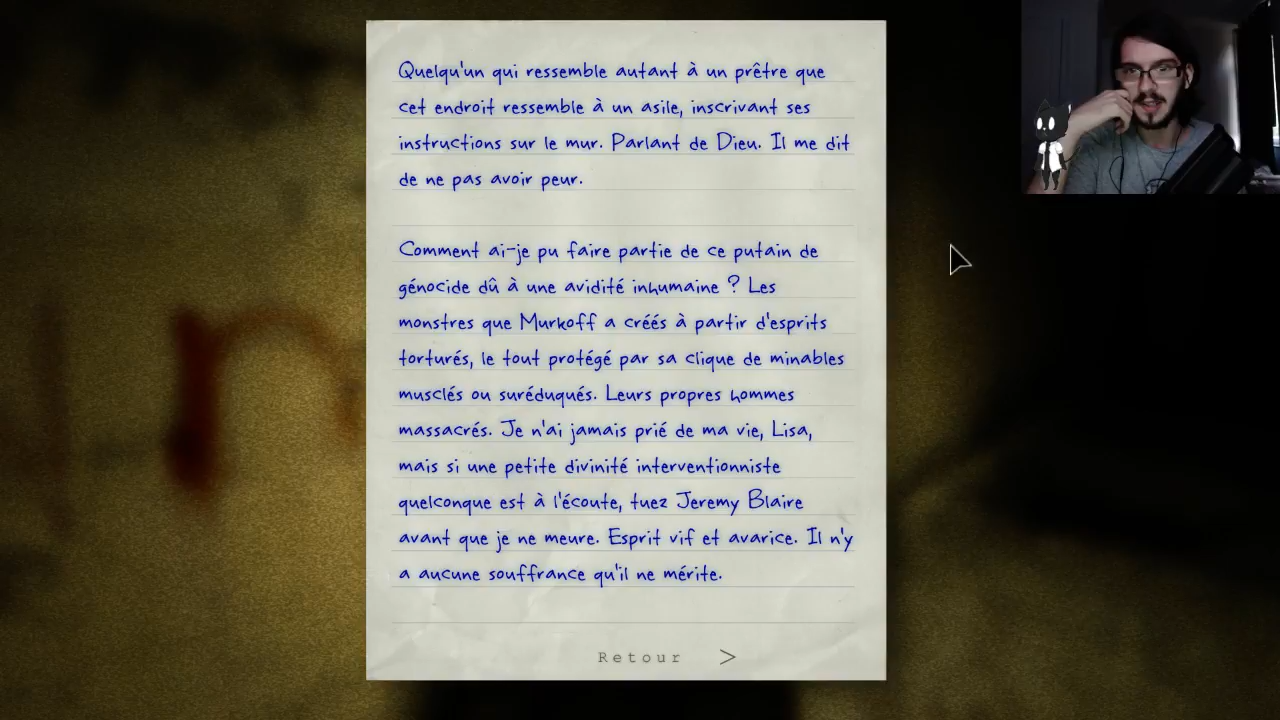 Quelqu'un qui ressemble autant à un prêtre que
cet endroit ressemble à un asile, inscrivant ses
instructions sur le mur. Parlant de Dieu. Il me dit
de ne pas avoir peur.
Comment ai-je pu faire partie de ce putain de
génocide dû à une avidité inhumaine ? Les
monstres que Murkoff a créés à partir d'esprits
torturés, le tout protégé par sa clique de minables
musclés ou suréduqués. Leurs propres hommes
massacrés. Je n'ai jamais prié de ma vie, Lisa,
mais si une petite divinité interventionniste
quelconque est à l'écoute, tuez Jeremy Blaire
avant que je ne meure. Esprit vif et avarice. Il n'y
a aucune souffrance qu'il ne mérite.
Retour >